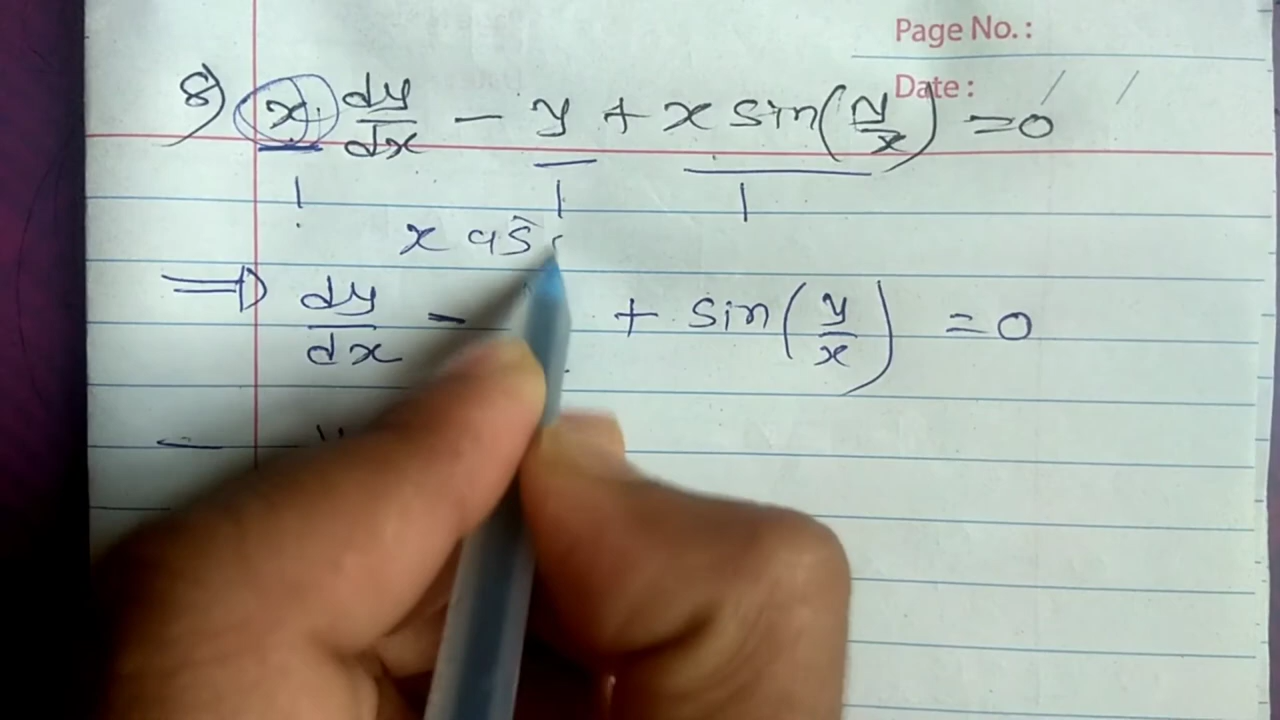 Page No. :
Date : / /
8) x · dy/dx − y + x sin(y/x) = 0
x as
⇒ dy/dx − + sin(y/x) = 0